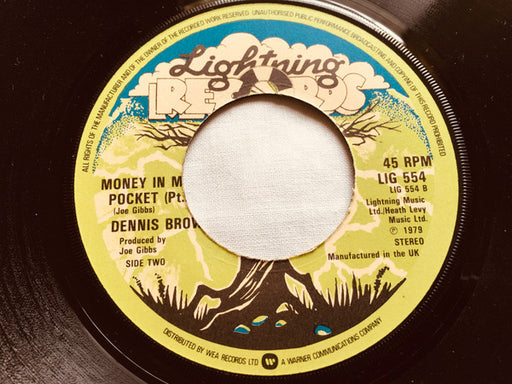 ALL RIGHTS OF THE MANUFACTURER AND OF THE OWNER OF THE RECORDED WORK RESERVED. UNAUTHORISED PUBLIC PERFORMANCE BROADCASTING AND COPYING OF THIS RECORD PROHIBITED
Lightning
RECORDS
MONEY IN M
POCKET (Pt.
(Joe Gibbs)
DENNIS BROW
Produced by
Joe Gibbs
SIDE TWO
45 RPM
LIG 554
LIG 554 B
Lightning Music
Ltd./Heath Levy
Music Ltd.
Ⓟ 1979
STEREO
Manufactured in the UK
DISTRIBUTED BY WEA RECORDS LTD. W A WARNER COMMUNICATIONS COMPANY